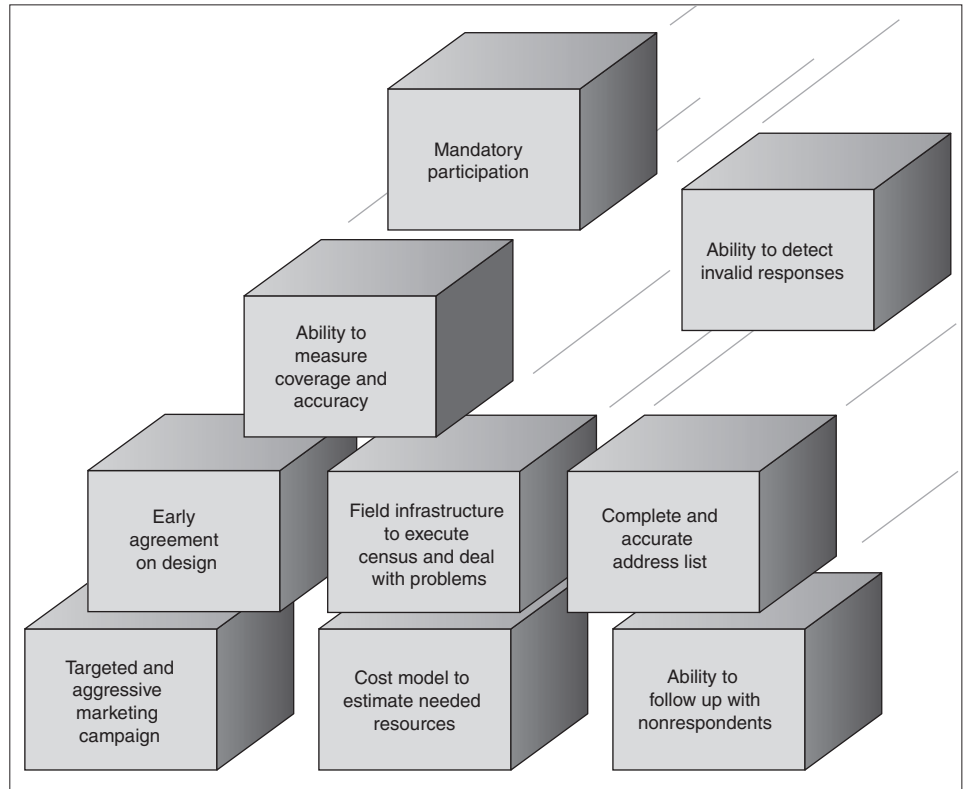 Mandatory
participation
Ability to detect
invalid responses
Ability to
measure
coverage and
accuracy
Early
agreement
on design
Field infrastructure
to execute
census and deal
with problems
Complete and
accurate
address list
Targeted and
aggressive
marketing
campaign
Cost model to
estimate needed
resources
Ability to
follow up with
nonrespondents